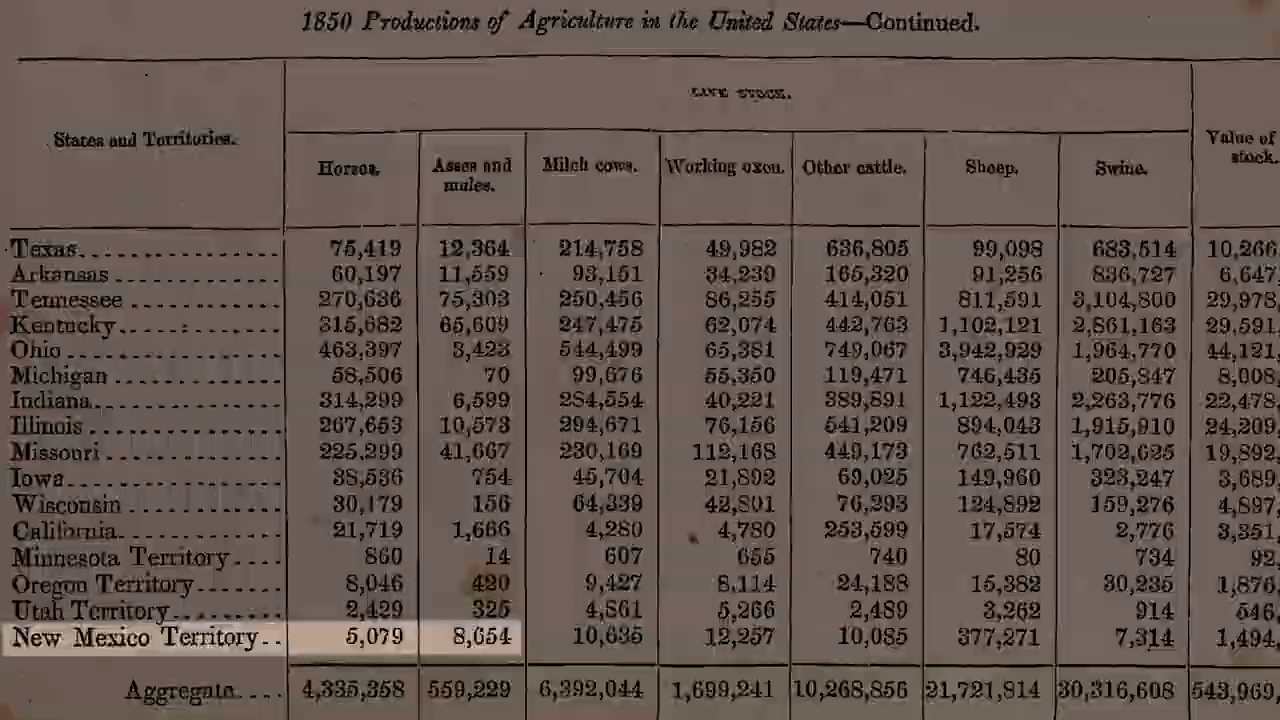 1850 Productions of Agriculture in the United States—Continued.
LIVE STOCK.
States and Territories. Horses. Asses and mules. Milch cows. Working oxen. Other cattle. Sheep. Swine. Value of stock.
Texas 75,419 12,364 214,758 49,982 636,805 99,098 683,514 10,266
Arkansas 60,197 11,559 93,151 34,239 165,320 91,256 836,727 6,647,
Tennessee 270,636 75,303 250,456 86,255 414,051 811,591 3,104,800 29,978,
Kentucky 315,682 65,609 247,475 62,074 442,763 1,102,121 2,861,163 29,591,
Ohio 463,397 3,423 544,499 65,381 749,067 3,942,929 1,964,770 44,121,
Michigan 58,506 70 99,676 55,350 119,471 746,435 205,847 8,008,
Indiana 314,299 6,599 284,554 40,221 389,891 1,122,493 2,263,776 22,478,
Illinois 267,653 10,573 294,671 76,156 541,209 894,043 1,915,910 24,209,
Missouri 225,299 41,667 230,169 112,168 449,173 762,511 1,702,625 19,892,
Iowa 38,536 754 45,704 21,892 69,025 149,960 323,247 3,689,
Wisconsin 30,179 156 64,339 42,801 76,293 124,892 159,276 4,897,
California 21,719 1,666 4,280 4,780 253,599 17,574 2,776 3,351,
Minnesota Territory 860 14 607 655 740 80 734 92,
Oregon Territory 8,046 420 9,427 8,114 24,188 15,382 30,235 1,876,
Utah Territory 2,429 325 4,861 5,266 2,489 3,262 914 546,
New Mexico Territory 5,079 8,654 10,635 12,257 10,085 377,271 7,314 1,494,
Aggregate 4,335,358 559,229 6,392,044 1,699,241 10,268,856 21,721,814 30,316,608 543,969,